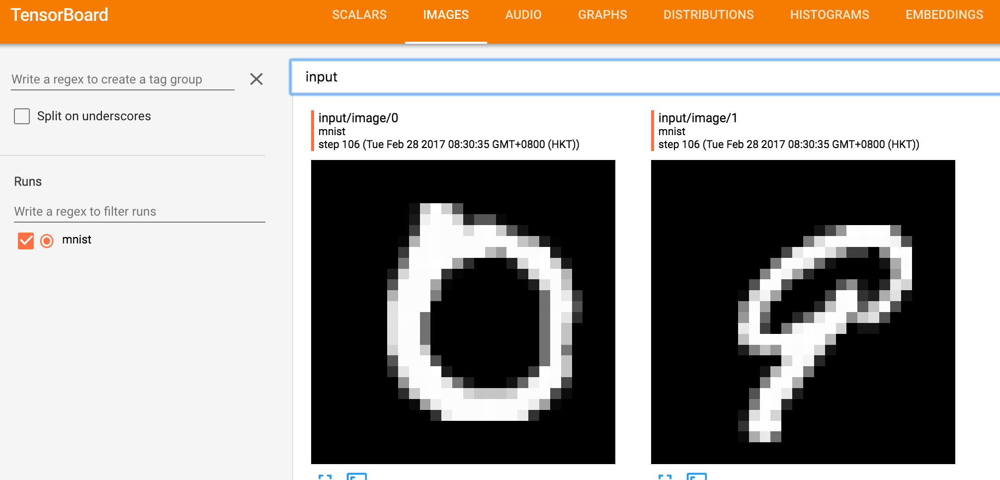 TensorBoard
SCALARS IMAGES AUDIO GRAPHS DISTRIBUTIONS HISTOGRAMS EMBEDDINGS
Write a regex to create a tag group
Split on underscores
Runs
Write a regex to filter runs
mnist
input
input/image/0
mnist
step 106 (Tue Feb 28 2017 08:30:35 GMT+0800 (HKT))
0
input/image/1
mnist
step 106 (Tue Feb 28 2017 08:30:35 GMT+0800 (HKT))
9